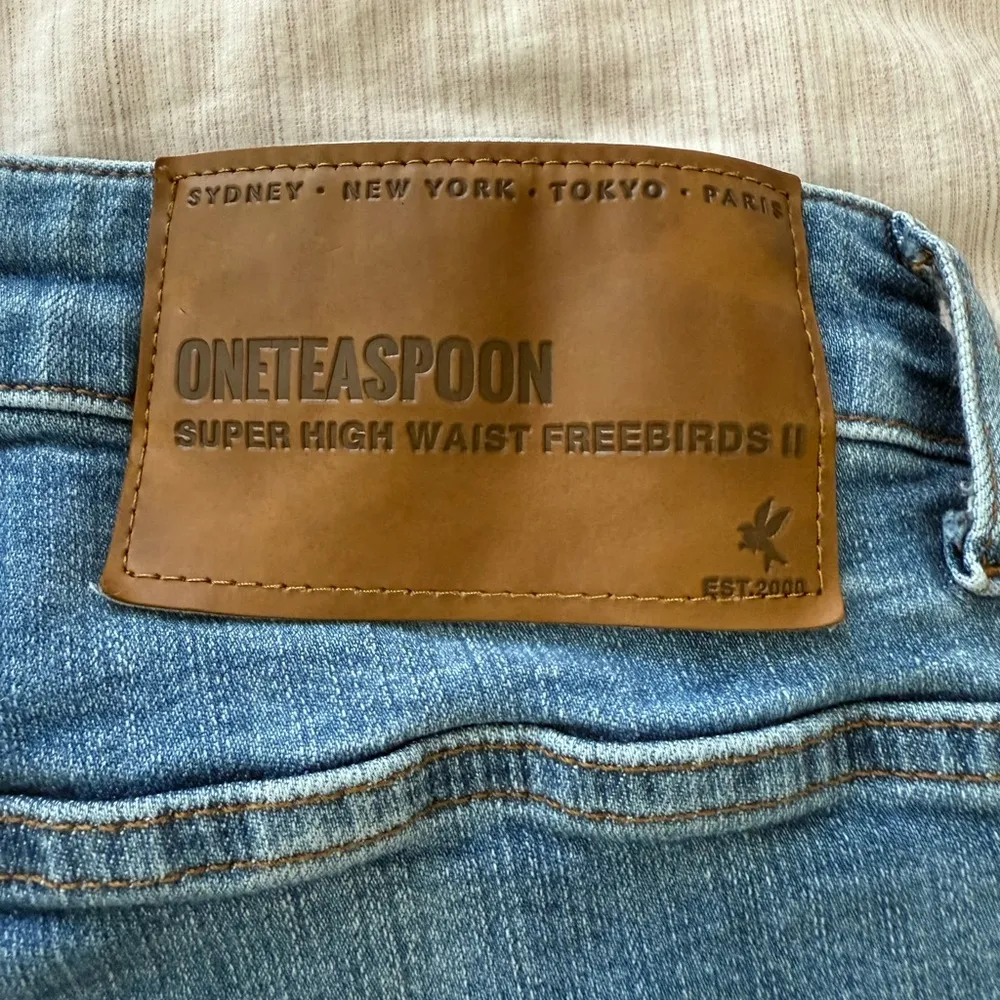 SYDNEY · NEW YORK · TOKYO · PARIS
ONETEASPOON
SUPER HIGH WAIST FREEBIRDS II
EST.2000